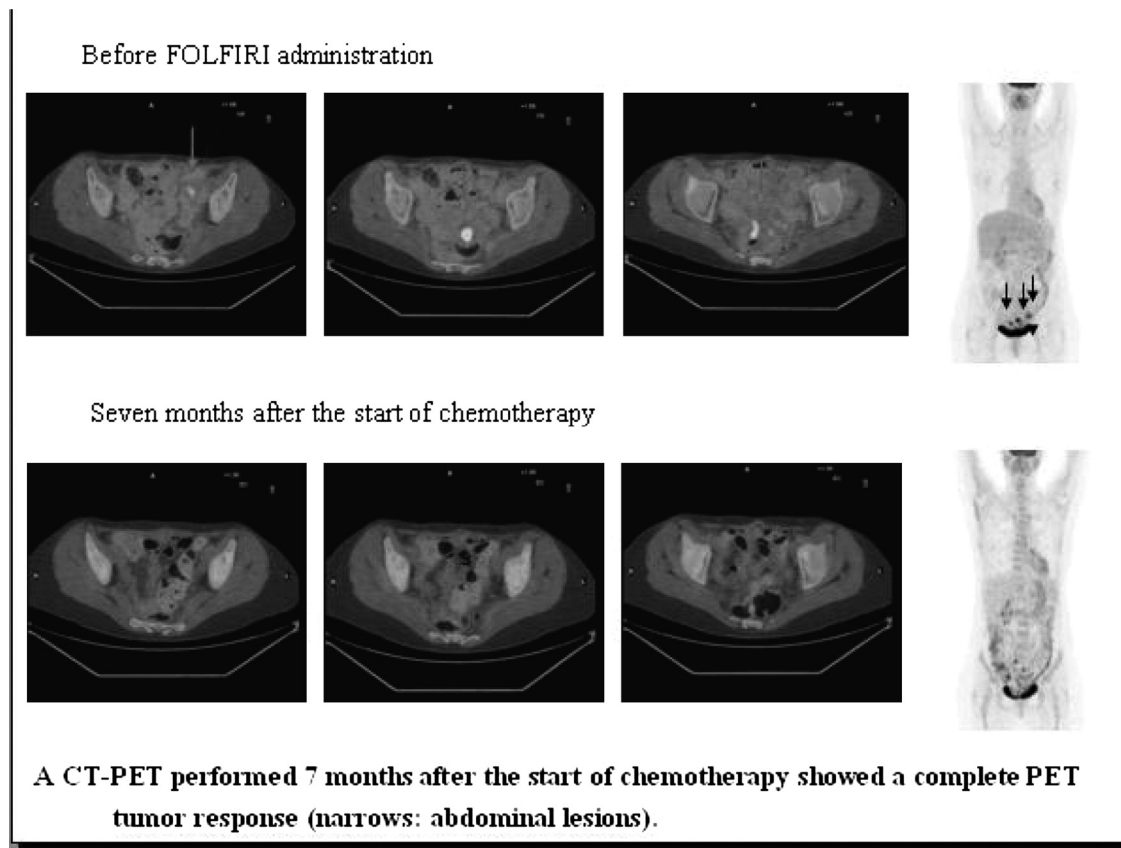 Before FOLFIRI administration
A
Seven months after the start of chemotherapy
A
A CT-PET performed 7 months after the start of chemotherapy showed a complete PET
tumor response (narrows: abdominal lesions).